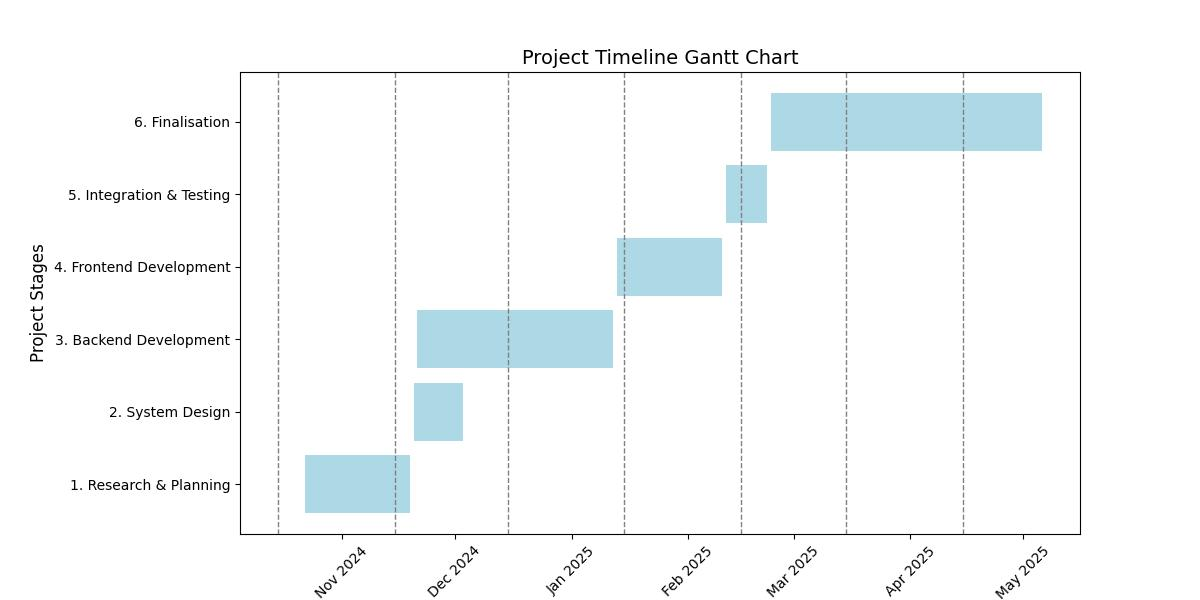 Project Timeline Gantt Chart
Project Stages
6. Finalisation
5. Integration & Testing
4. Frontend Development
3. Backend Development
2. System Design
1. Research & Planning
Nov 2024
Dec 2024
Jan 2025
Feb 2025
Mar 2025
Apr 2025
May 2025